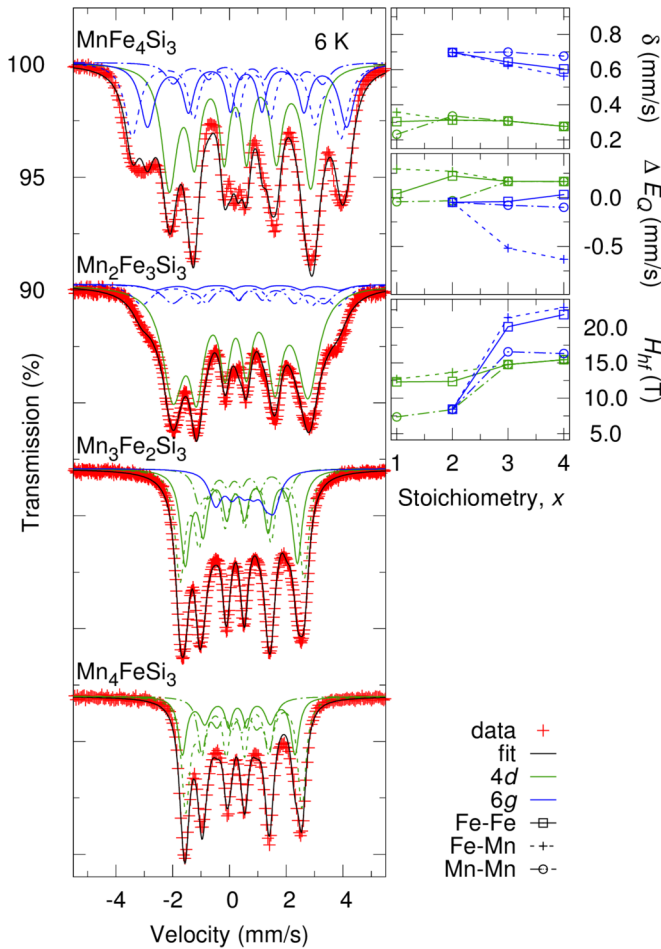 MnFe4Si3
6 K
100
95
Mn2Fe3Si3
90
Mn3Fe2Si3
Mn4FeSi3
Transmission (%)
-4 -2 0 2 4
Velocity (mm/s)
0.8
0.6
0.4
0.2
δ (mm/s)
0.0
-0.5
Δ EQ (mm/s)
20.0
15.0
10.0
5.0
Hhf (T)
1 2 3 4
Stoichiometry, x
data
fit
4d
6g
Fe-Fe
Fe-Mn
Mn-Mn